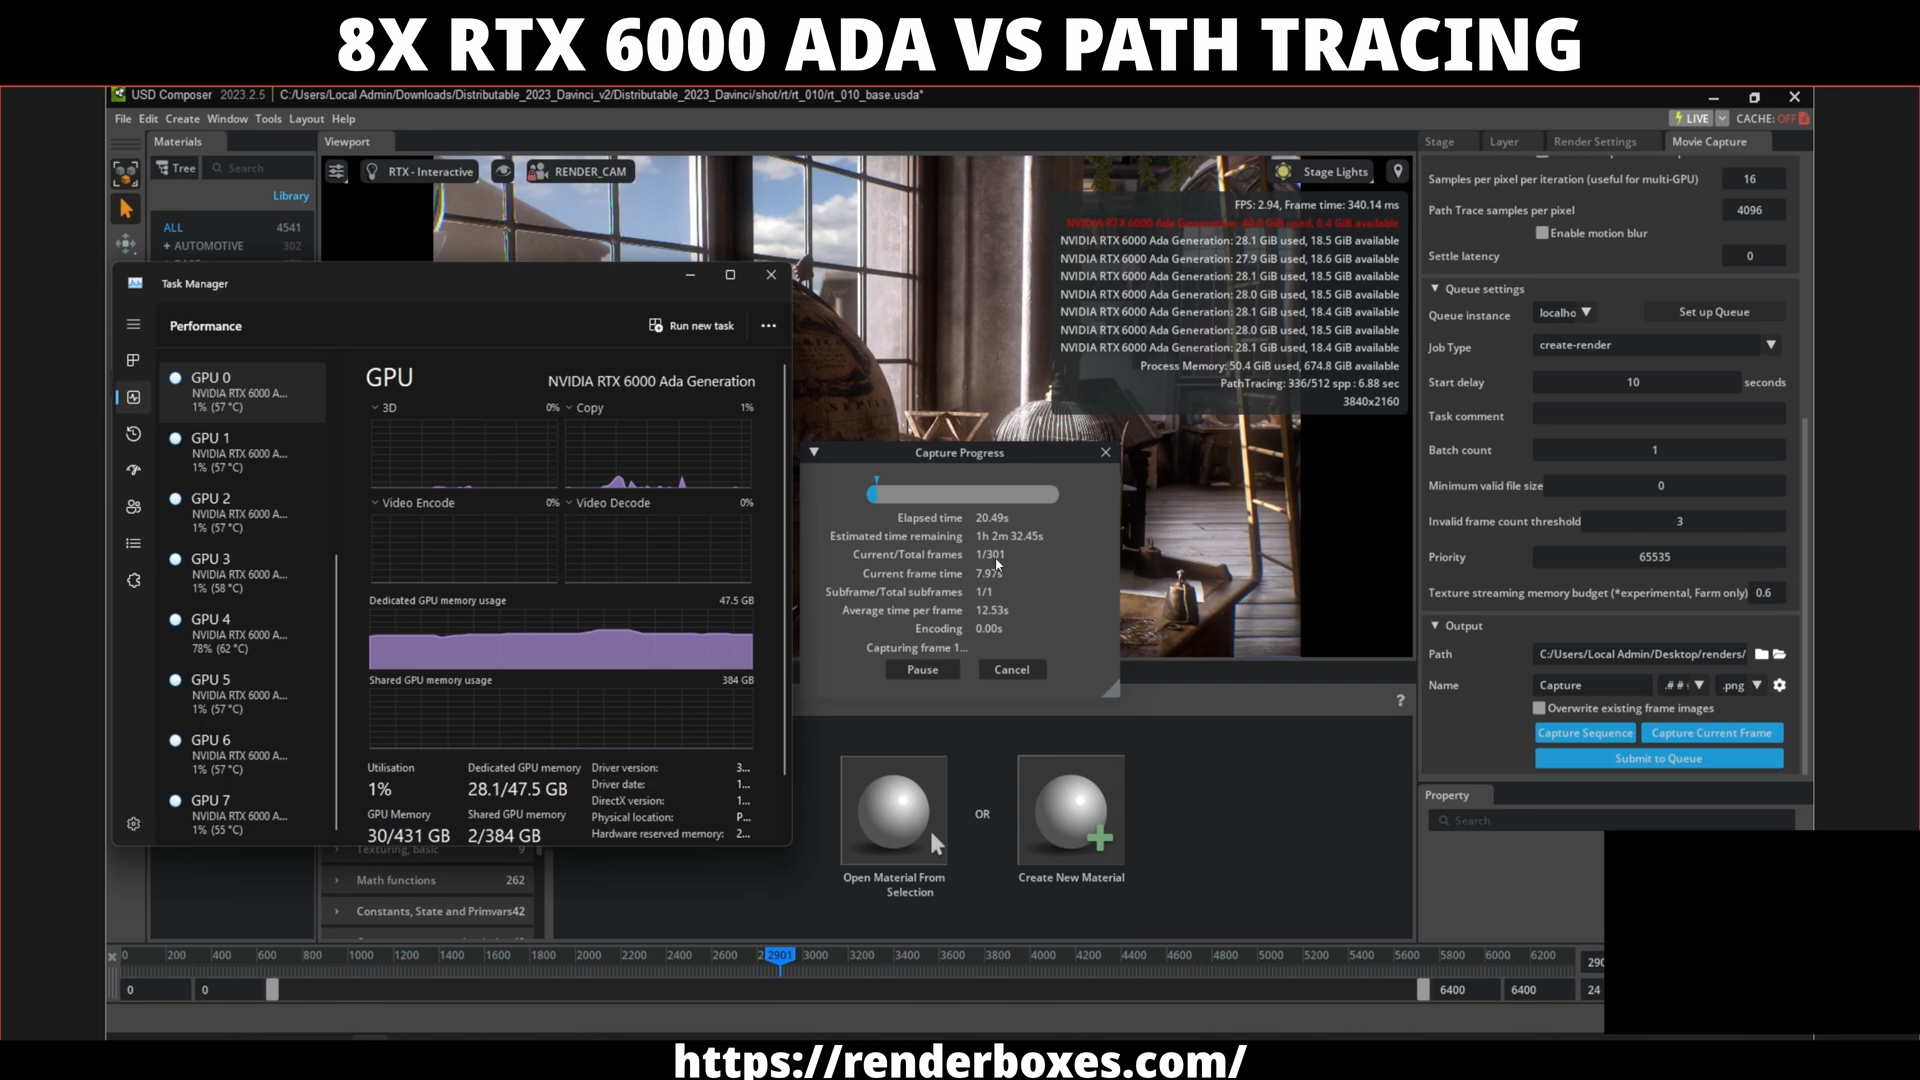 8X RTX 6000 ADA VS PATH TRACING
USD Composer 2023.2.5 | C:/Users/Local Admin/Downloads/Distributable_2023_Davinci_v2/Distributable_2023_Davinci/shot/rt/rt_010/rt_010_base.usda*
File Edit Create Window Tools Layout Help
LIVE CACHE: OFF
Materials
Tree Search
Library
ALL 4541
+ AUTOMOTIVE 302
Viewport
RTX - Interactive
RENDER_CAM
Stage Lights
FPS: 2.94, Frame time: 340.14 ms
NVIDIA RTX 6000 Ada Generation: 40.0 GiB used, 6.4 GiB available
NVIDIA RTX 6000 Ada Generation: 28.1 GiB used, 18.5 GiB available
NVIDIA RTX 6000 Ada Generation: 27.9 GiB used, 18.6 GiB available
NVIDIA RTX 6000 Ada Generation: 28.1 GiB used, 18.5 GiB available
NVIDIA RTX 6000 Ada Generation: 28.0 GiB used, 18.5 GiB available
NVIDIA RTX 6000 Ada Generation: 28.1 GiB used, 18.4 GiB available
NVIDIA RTX 6000 Ada Generation: 28.0 GiB used, 18.5 GiB available
NVIDIA RTX 6000 Ada Generation: 28.1 GiB used, 18.4 GiB available
Process Memory: 50.4 GiB used, 674.8 GiB available
PathTracing: 336/512 spp : 6.88 sec
3840x2160
Task Manager
Performance
Run new task
GPU 0
NVIDIA RTX 6000 A...
1% (57 °C)
GPU 1
NVIDIA RTX 6000 A...
1% (57 °C)
GPU 2
NVIDIA RTX 6000 A...
1% (57 °C)
GPU 3
NVIDIA RTX 6000 A...
1% (58 °C)
GPU 4
NVIDIA RTX 6000 A...
78% (62 °C)
GPU 5
NVIDIA RTX 6000 A...
1% (57 °C)
GPU 6
NVIDIA RTX 6000 A...
1% (57 °C)
GPU 7
NVIDIA RTX 6000 A...
1% (55 °C)
GPU NVIDIA RTX 6000 Ada Generation
3D 0% Copy 1%
Video Encode 0% Video Decode 0%
Dedicated GPU memory usage 47.5 GB
Shared GPU memory usage 384 GB
Utilisation
1%
GPU Memory
30/431 GB
Dedicated GPU memory
28.1/47.5 GB
Shared GPU memory
2/384 GB
Driver version: 3...
Driver date: 1...
DirectX version: 1...
Physical location: P...
Hardware reserved memory: 2...
Capture Progress
Elapsed time 20.49s
Estimated time remaining 1h 2m 32.45s
Current/Total frames 1/301
Current frame time 7.97s
Subframe/Total subframes 1/1
Average time per frame 12.53s
Encoding 0.00s
Capturing frame 1...
Pause Cancel
Stage Layer Render Settings Movie Capture
Samples per pixel per iteration (useful for multi-GPU) 16
Path Trace samples per pixel 4096
Enable motion blur
Settle latency 0
Queue settings
Queue instance localho Set up Queue
Job Type create-render
Start delay 10 seconds
Task comment
Batch count 1
Minimum valid file size 0
Invalid frame count threshold 3
Priority 65535
Texture streaming memory budget (*experimental, Farm only) 0.6
Output
Path C:/Users/Local Admin/Desktop/renders/
Name Capture .## .png
Overwrite existing frame images
Capture Sequence Capture Current Frame
Submit to Queue
Property
Search
?
Texturing, basic 9
Math functions 262
Constants, State and Primvars 42
Open Material From
Selection
OR
Create New Material
0 200 400 600 800 1000 1200 1400 1600 1800 2000 2200 2400 2600 2 2901 3000 3200 3400 3600 3800 4000 4200 4400 4600 4800 5000 5200 5400 5600 5800 6000 6200 290
0 0 6400 6400 24
https://renderboxes.com/